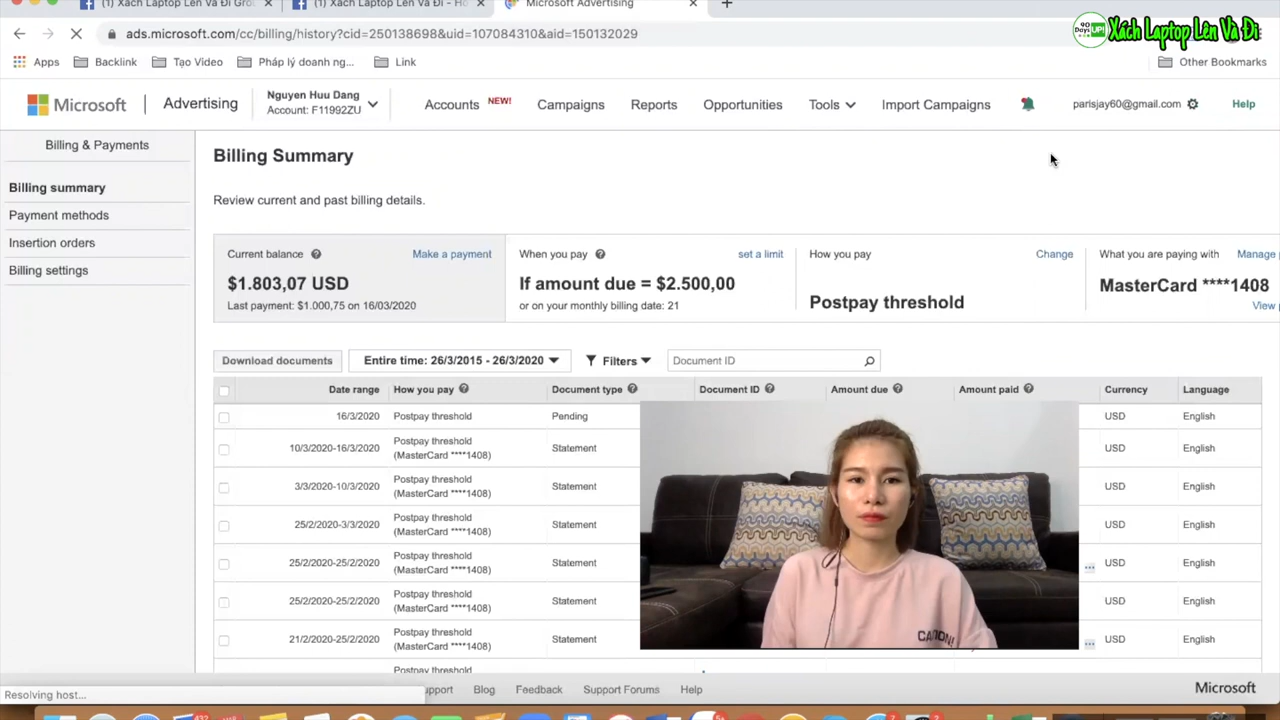 (1) Xách Laptop Lên Và Đi Gro
(1) Xách Laptop Lên Và Đi - Ho
Microsoft Advertising
ads.microsoft.com/cc/billing/history?cid=250158698&uid=107084310&aid=150132029
90 Days UP! Xách Laptop Lên Và Đi
Apps Backlink Tạo Video Pháp lý doanh ng... Link Other Bookmarks
Microsoft Advertising
Nguyen Huu Dang
Account: F11992ZU
Accounts NEW! Campaigns Reports Opportunities Tools Import Campaigns parisjay60@gmail.com Help
Billing & Payments
Billing summary
Payment methods
Insertion orders
Billing settings
Billing Summary
Review current and past billing details.
Current balance Make a payment
$1.803,07 USD
Last payment: $1.000,75 on 16/03/2020
When you pay set a limit
If amount due = $2.500,00
or on your monthly billing date: 21
How you pay Change
Postpay threshold
What you are paying with Manage
MasterCard ****1408
View
Download documents Entire time: 26/3/2015 - 26/3/2020 Filters Document ID
Date range How you pay Document type Document ID Amount due Amount paid Currency Language
16/3/2020 Postpay threshold Pending USD English
10/3/2020-16/3/2020 Postpay threshold (MasterCard ****1408) Statement USD English
3/3/2020-10/3/2020 Postpay threshold (MasterCard ****1408) Statement USD English
25/2/2020-3/3/2020 Postpay threshold (MasterCard ****1408) Statement USD English
25/2/2020-25/2/2020 Postpay threshold (MasterCard ****1408) Statement USD English
25/2/2020-25/2/2020 Postpay threshold (MasterCard ****1408) Statement USD English
21/2/2020-25/2/2020 Postpay threshold (MasterCard ****1408) Statement USD English
Postpay threshold
CAUTION!
Resolving host...
upport Blog Feedback Support Forums Help Microsoft
432